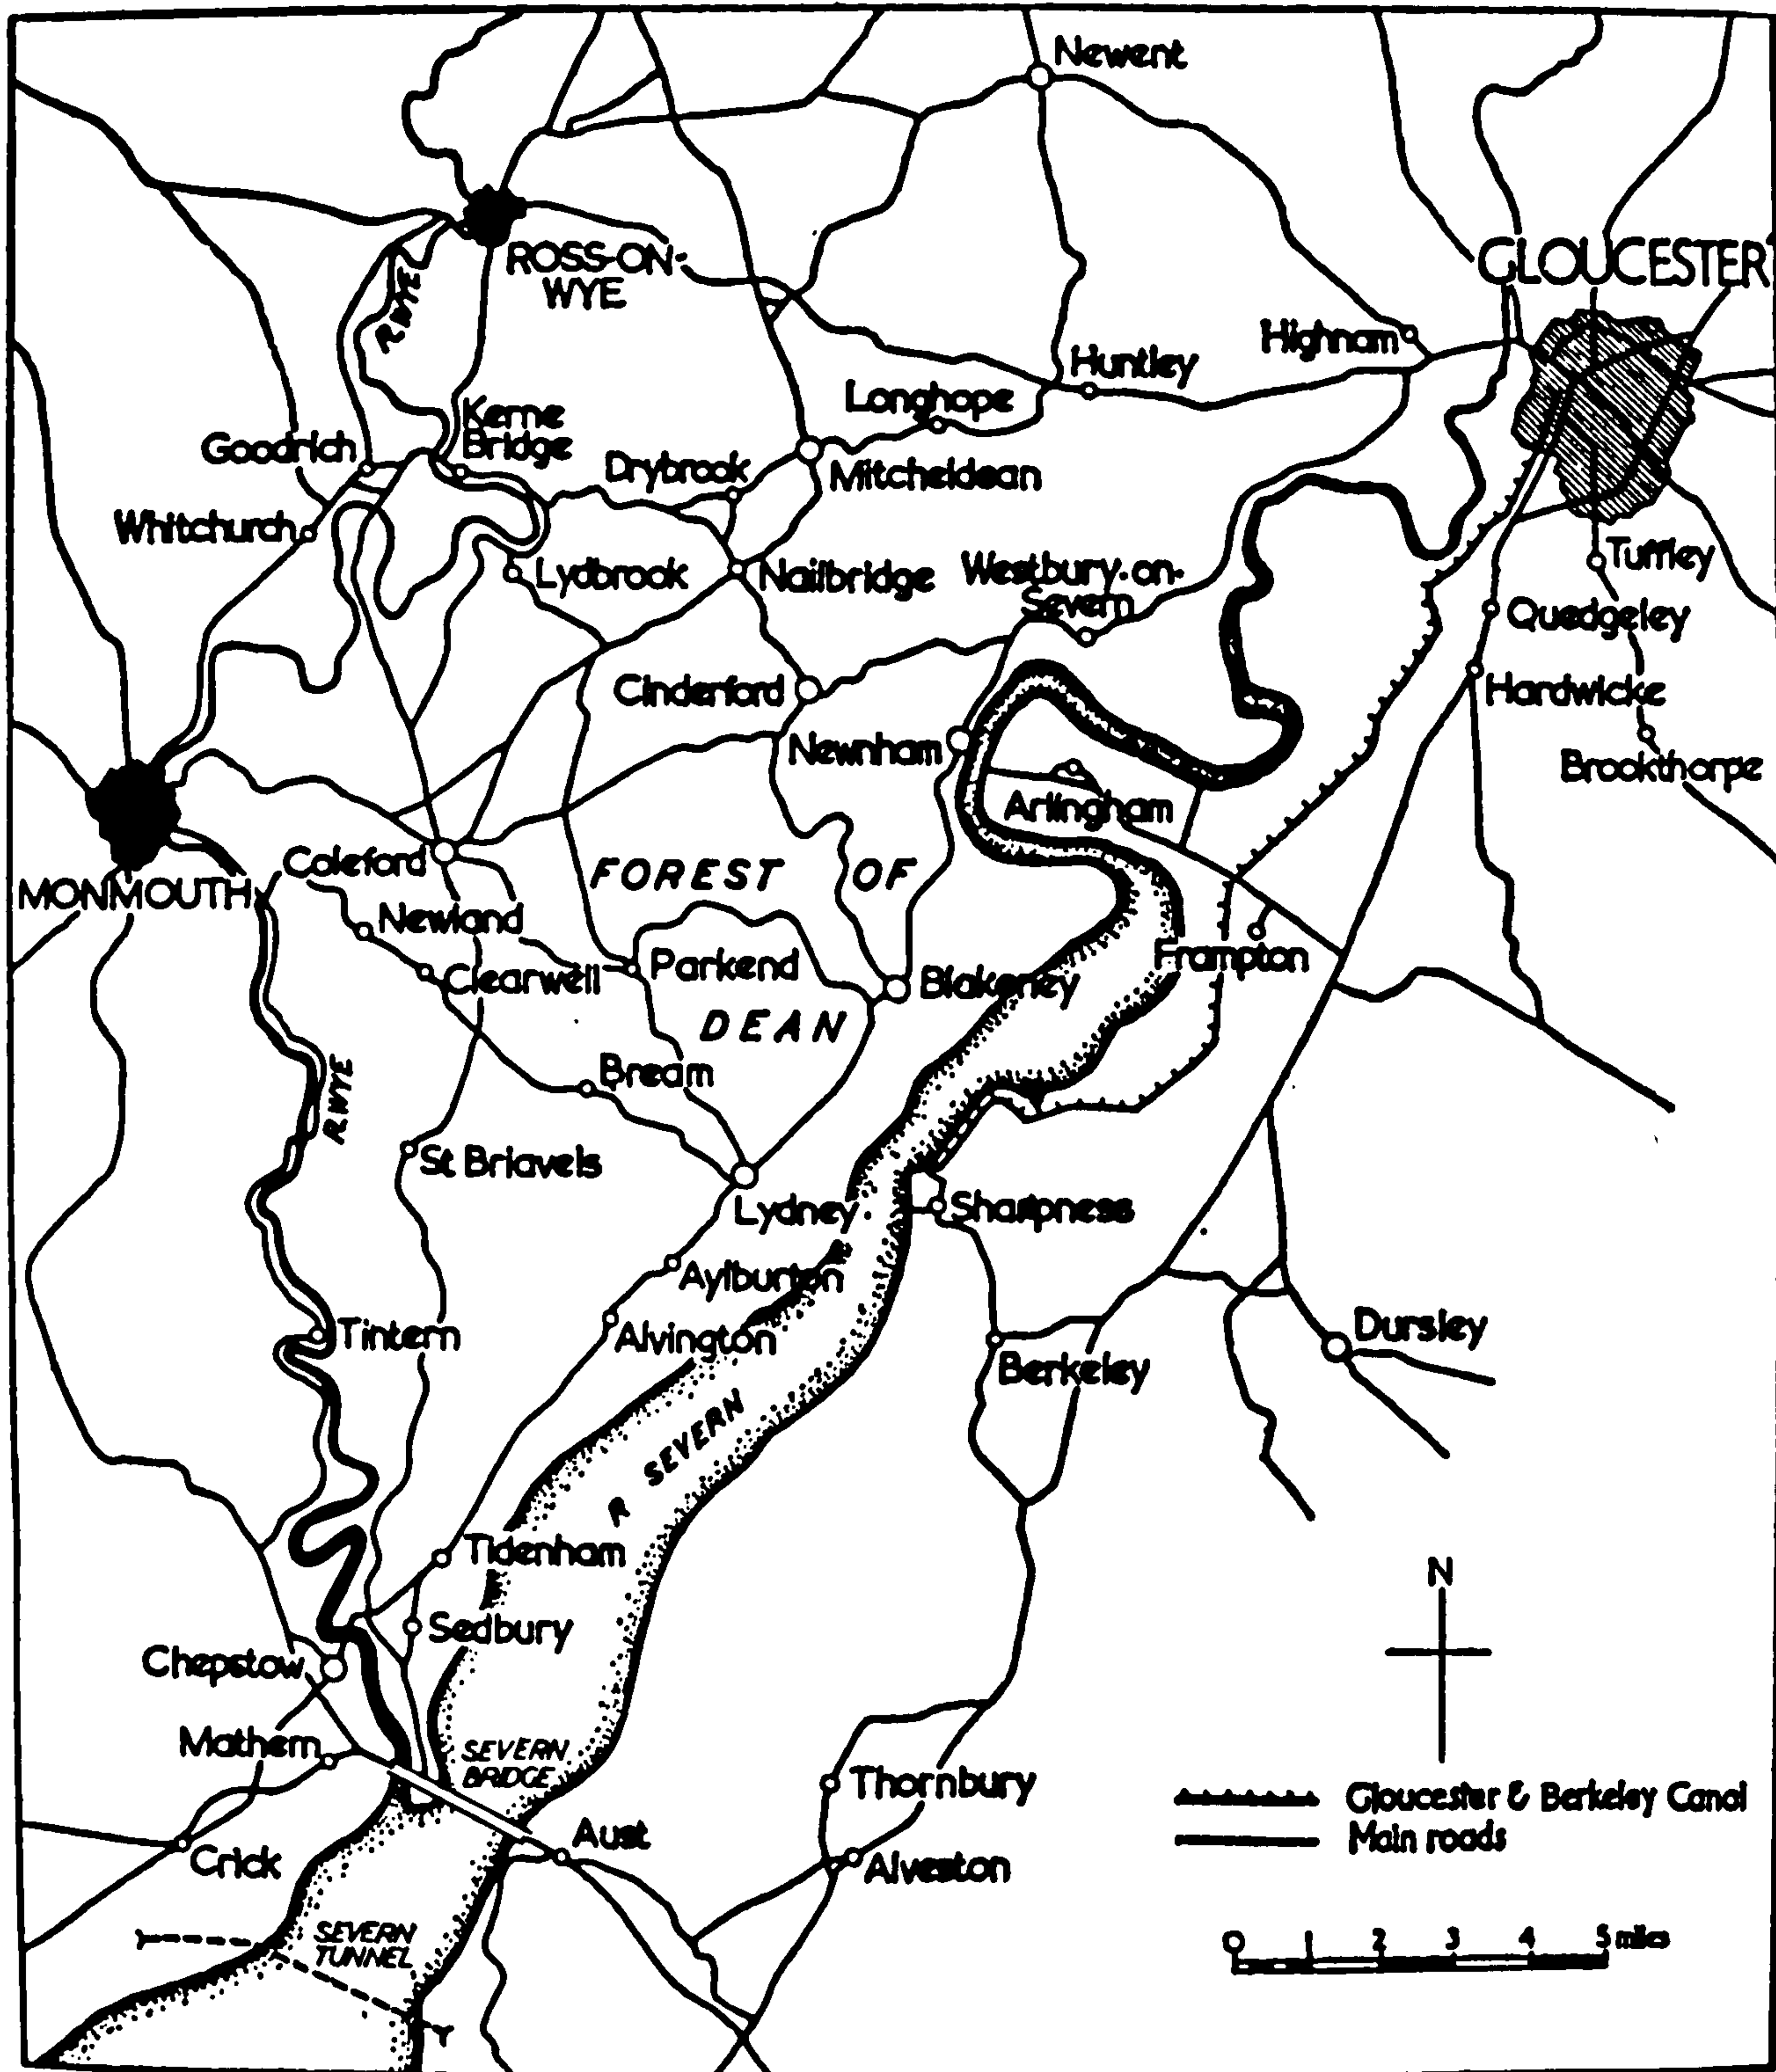 Newent
GLOUCESTER
ROSS-ON-
WYE
R WYE
Highnam
Huntley
Longhope
Kerne
Bridge
Goodrich
Drybrook
Mitcheldean
Whitchurch
Tuffley
Lydbrook
Nailbridge
Westbury-on-
Severn
Quedgeley
Cinderford
Hardwicke
Newnham
Brookthorpe
Arlingham
Coleford
FOREST OF
MONMOUTH
Newland
Frampton
Parkend
Clearwell
Blakeney
DEAN
Bream
R WYE
St Briavels
Lydney
Sharpness
Aylburton
Tintern
Alvington
Dursley
Berkeley
R SEVERN
Tidenham
N
Sedbury
Chepstow
Mathern
SEVERN
BRIDGE
Thornbury
Gloucester & Berkeley Canal
Main roads
Aust
Crick
Alveston
SEVERN
TUNNEL
0 1 2 3 4 5 miles